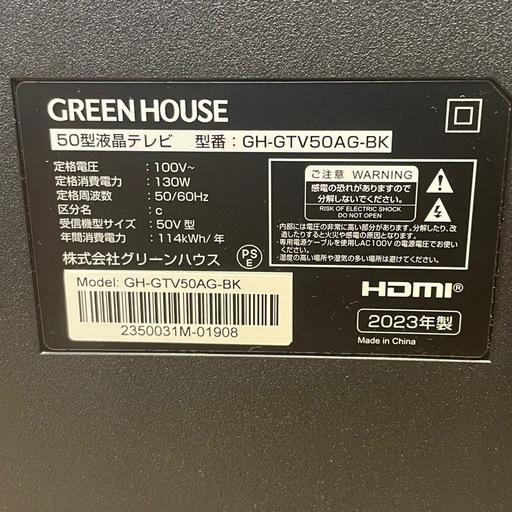 GREEN HOUSE
50型液晶テレビ 型番：GH-GTV50AG-BK
定格電圧 ：100V~
定格消費電力 ：130W
定格周波数 ：50/60Hz
区分名 ：c
受信機型サイズ ：50V 型
年間消費電力 ：114kWh/年
株式会社グリーンハウス
PS
E
Model: GH-GTV50AG-BK
2350031M-01908
ご注意 WARNING
感電の恐れがありますので
分解しないでください。
RISK OF ELECTRIC SHOCK
DO NOT OPEN
・内部には電圧の非常に高い部分があります。分解したり、改
造したりすると火災や感電の原因となります。
・専用電源ケーブルを使用しAC100Vの電源電圧でお使い
ください。
・湿度の高い場所や湿気の多い場所は避けてください。
HDMI®
2023年製
Made in China